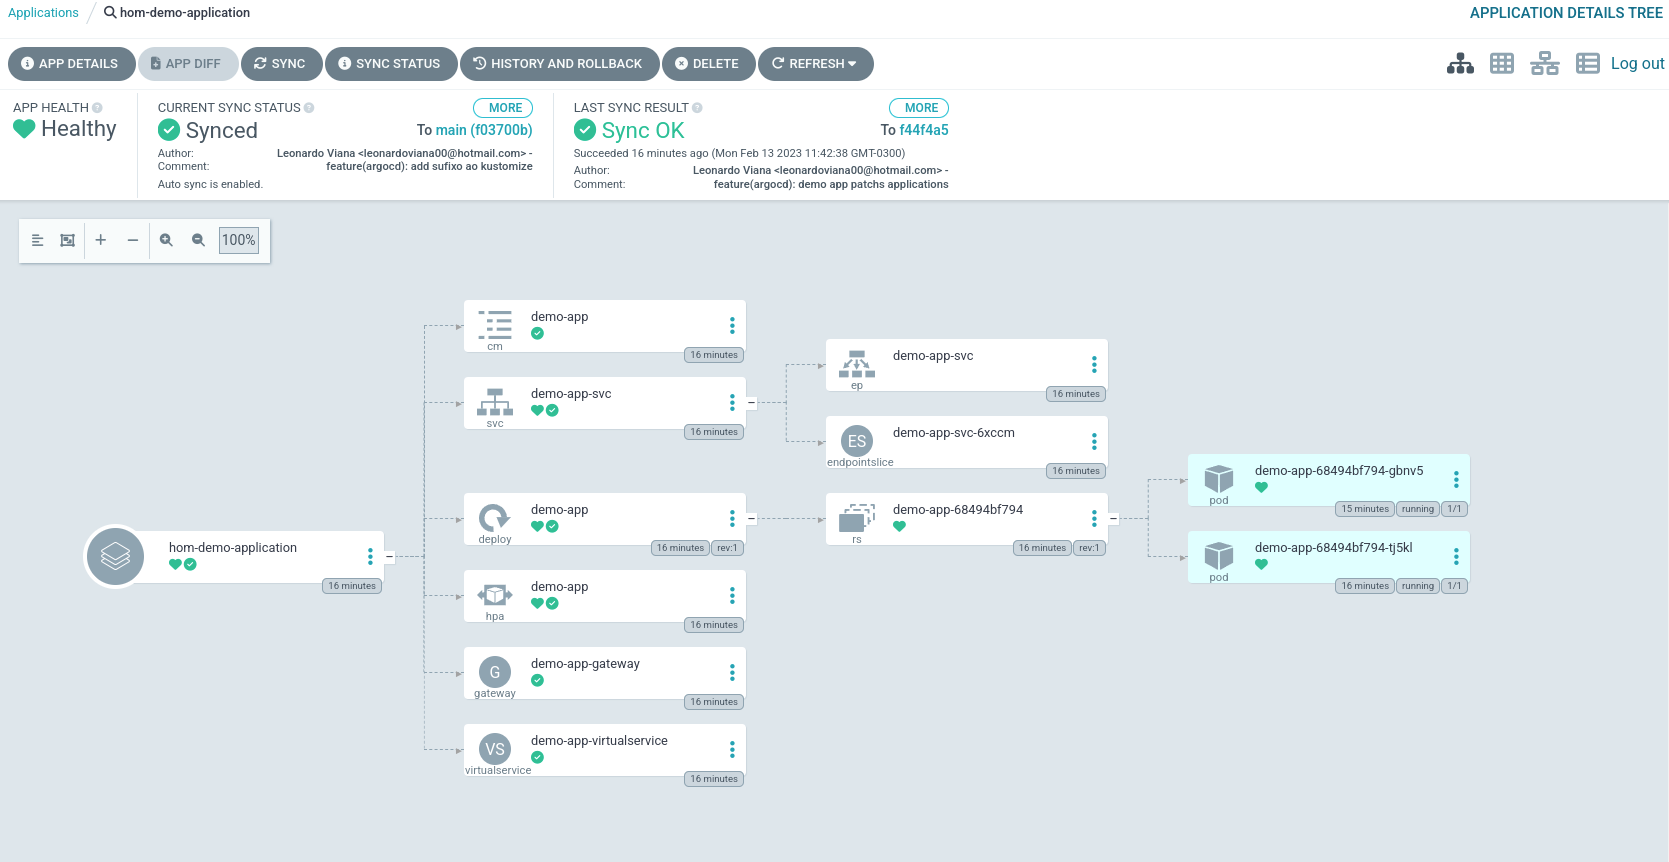 Applications / hom-demo-application
APPLICATION DETAILS TREE
APP DETAILS
APP DIFF
SYNC
SYNC STATUS
HISTORY AND ROLLBACK
DELETE
REFRESH
Log out
APP HEALTH
Healthy
CURRENT SYNC STATUS
MORE
Synced
To main (f03700b)
Author: Leonardo Viana <leonardoviana00@hotmail.com> -
Comment: feature(argocd): add sufixo ao kustomize
Auto sync is enabled.
LAST SYNC RESULT
MORE
Sync OK
To f44f4a5
Succeeded 16 minutes ago (Mon Feb 13 2023 11:42:38 GMT-0300)
Author: Leonardo Viana <leonardoviana00@hotmail.com> -
Comment: feature(argocd): demo app patchs applications
100%
hom-demo-application
16 minutes
demo-app
cm
16 minutes
demo-app-svc
svc
16 minutes
demo-app
deploy
16 minutes rev:1
demo-app
hpa
16 minutes
G
demo-app-gateway
gateway
16 minutes
VS
demo-app-virtualservice
virtualservice
16 minutes
demo-app-svc
ep
16 minutes
ES
demo-app-svc-6xccm
endpointslice
16 minutes
demo-app-68494bf794
rs
16 minutes rev:1
demo-app-68494bf794-gbnv5
pod
15 minutes running 1/1
demo-app-68494bf794-tj5kl
pod
16 minutes running 1/1